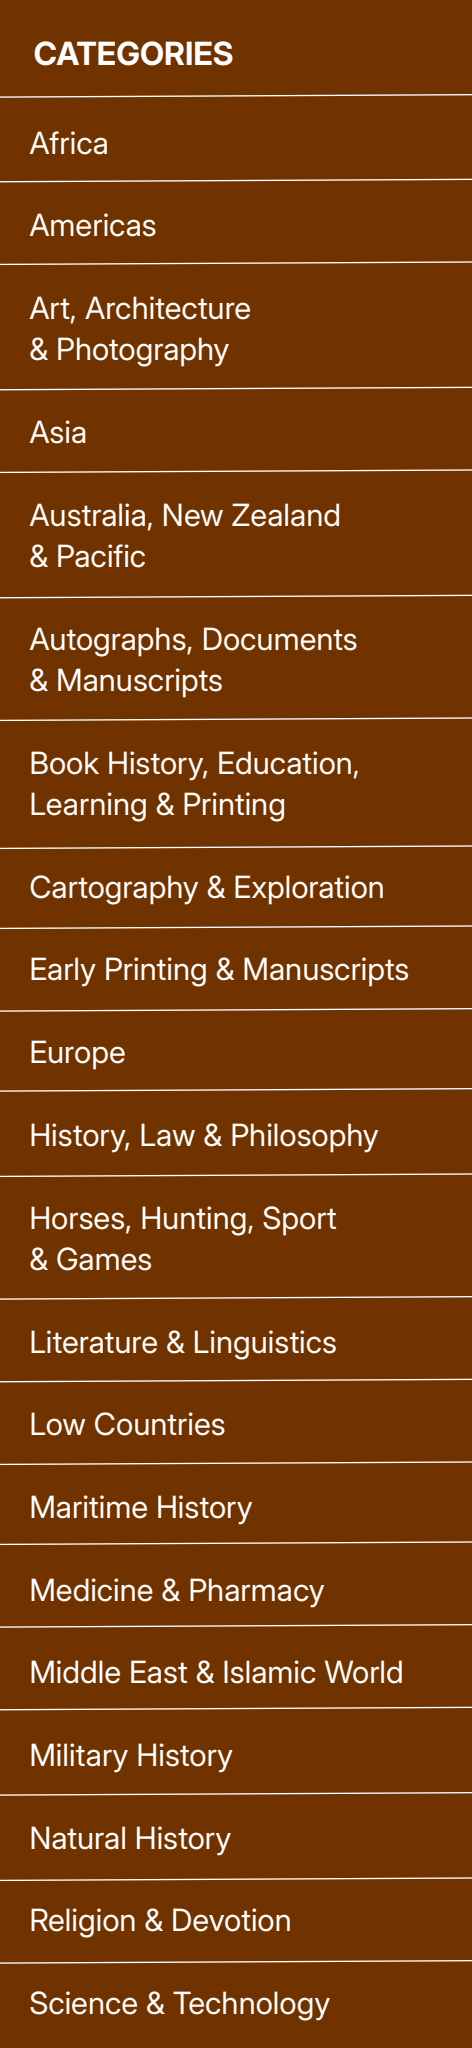 CATEGORIES
Africa
Americas
Art, Architecture
& Photography
Asia
Australia, New Zealand
& Pacific
Autographs, Documents
& Manuscripts
Book History, Education,
Learning & Printing
Cartography & Exploration
Early Printing & Manuscripts
Europe
History, Law & Philosophy
Horses, Hunting, Sport
& Games
Literature & Linguistics
Low Countries
Maritime History
Medicine & Pharmacy
Middle East & Islamic World
Military History
Natural History
Religion & Devotion
Science & Technology